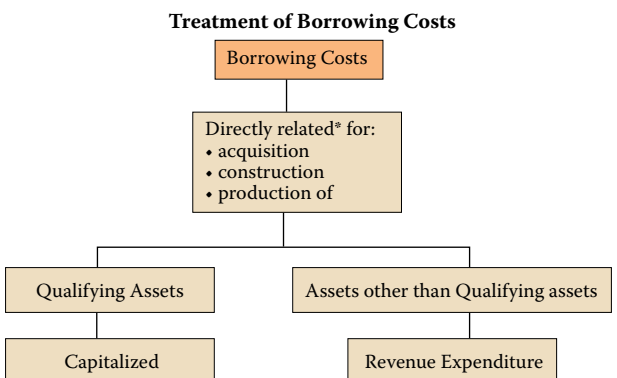 Treatment of Borrowing Costs
Borrowing Costs
Directly related* for:
• acquisition
• construction
• production of
Qualifying Assets
Assets other than Qualifying assets
Capitalized
Revenue Expenditure